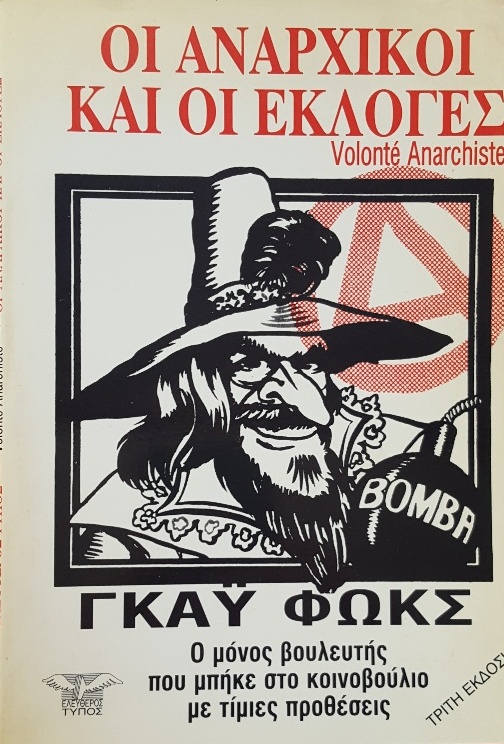 ΟΙ ΑΝΑΡΧΙΚΟΙ
ΚΑΙ ΟΙ ΕΚΛΟΓΕΣ
Volonté Anarchiste
BOMBA
ΓΚΑΫ ΦΩΚΣ
Ο μόνος βουλευτής
που μπήκε στο κοινοβούλιο
με τίμιες προθέσεις
ΕΛΕΥΘΕΡΟΣ
ΤΥΠΟΣ
ΤΡΙΤΗ ΕΚΔΟΣ